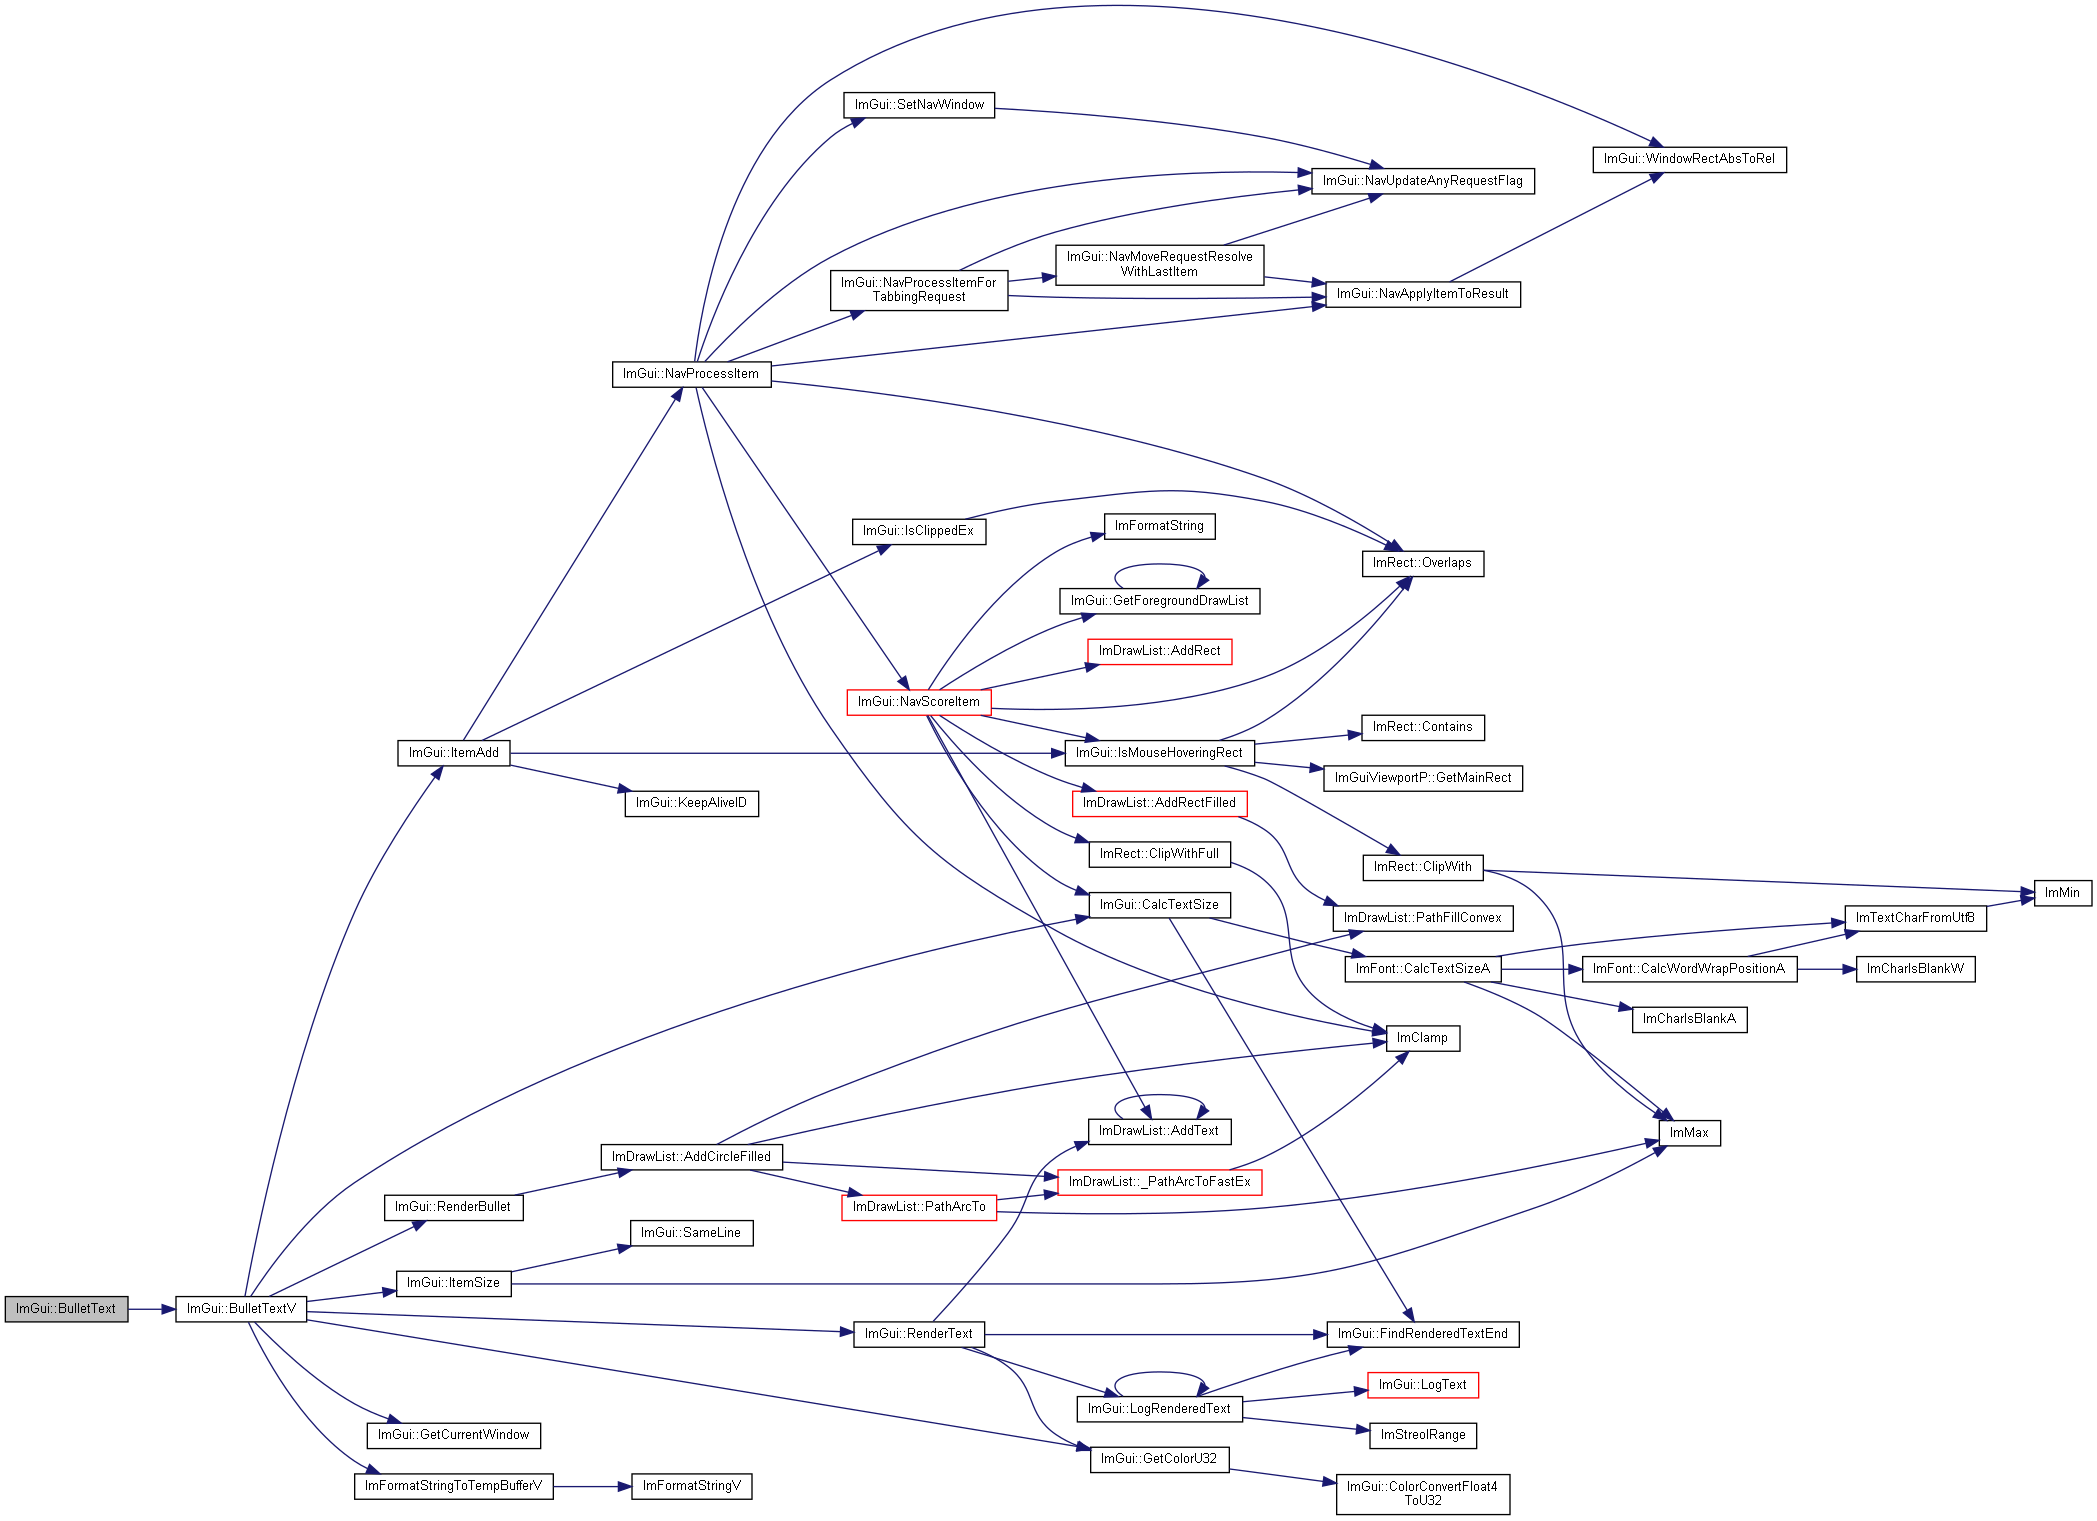 ImGui::SetNavWindow
ImGui::WindowRectAbsToRel
ImGui::NavUpdateAnyRequestFlag
ImGui::NavMoveRequestResolve
WithLastItem
ImGui::NavProcessItemFor
TabbingRequest
ImGui::NavApplyItemToResult
ImGui::NavProcessItem
ImGui::IsClippedEx
ImFormatString
ImRect::Overlaps
ImGui::GetForegroundDrawList
ImDrawList::AddRect
ImGui::NavScoreItem
ImRect::Contains
ImGui::ItemAdd
ImGui::IsMouseHoveringRect
ImGuiViewportP::GetMainRect
ImGui::KeepAliveID
ImDrawList::AddRectFilled
ImRect::ClipWithFull
ImRect::ClipWith
ImMin
ImGui::CalcTextSize
ImDrawList::PathFillConvex
ImTextCharFromUtf8
ImFont::CalcTextSizeA
ImFont::CalcWordWrapPositionA
ImCharIsBlankW
ImCharIsBlankA
ImClamp
ImDrawList::AddText
ImMax
ImDrawList::AddCircleFilled
ImDrawList::_PathArcToFastEx
ImGui::RenderBullet
ImDrawList::PathArcTo
ImGui::SameLine
ImGui::ItemSize
ImGui::BulletText
ImGui::BulletTextV
ImGui::RenderText
ImGui::FindRenderedTextEnd
ImGui::LogText
ImGui::LogRenderedText
ImGui::GetCurrentWindow
ImStreolRange
ImGui::GetColorU32
ImFormatStringToTempBufferV
ImFormatStringV
ImGui::ColorConvertFloat4
ToU32